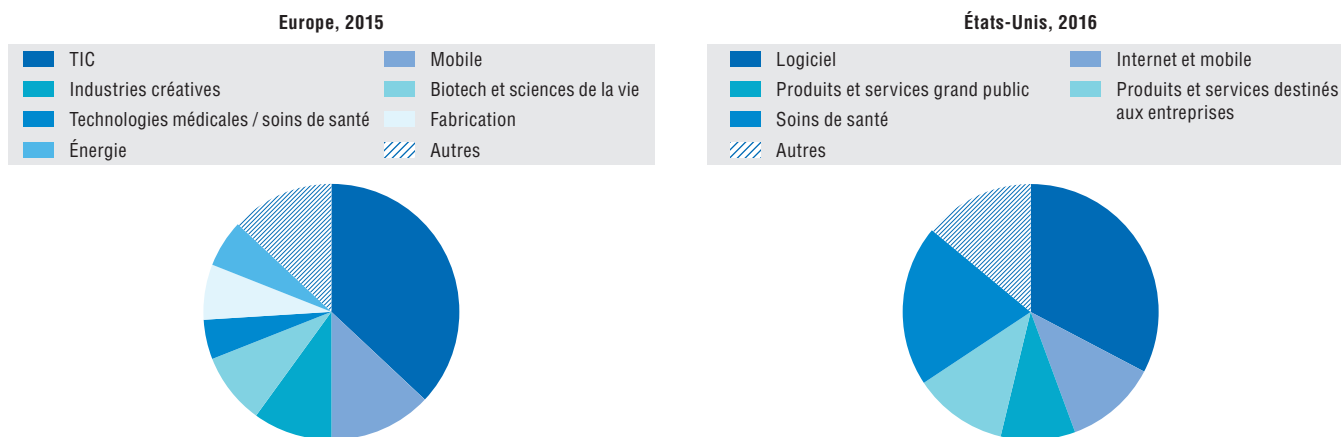 Europe, 2015
TIC
Mobile
Industries créatives
Biotech et sciences de la vie
Technologies médicales / soins de santé
Fabrication
Énergie
Autres
États-Unis, 2016
Logiciel
Internet et mobile
Produits et services grand public
Produits et services destinés
aux entreprises
Soins de santé
Autres